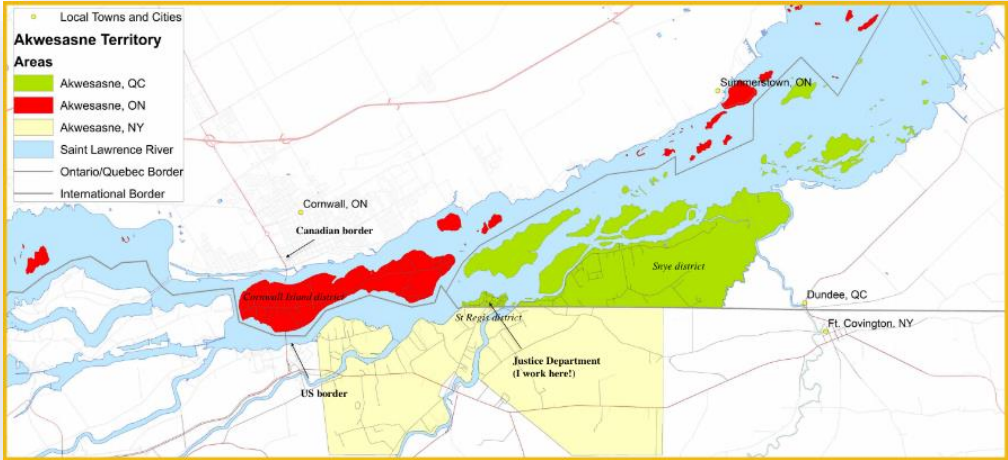 Local Towns and Cities
Akwesasne Territory
Areas
Akwesasne, QC
Akwesasne, ON
Akwesasne, NY
Saint Lawrence River
Ontario/Quebec Border
International Border
Summerstown, ON
Cornwall, ON
Canadian border
Snye district
Cornwall Island district
Dundee, QC
St Regis district
Ft. Covington, NY
Justice Department
(I work here!)
US border